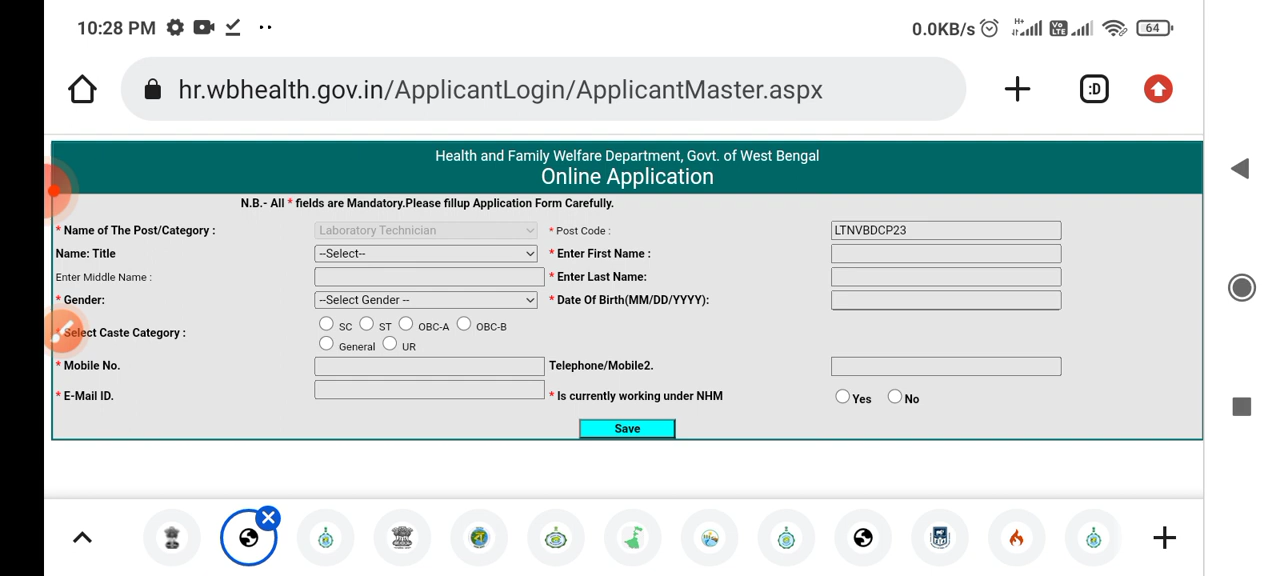 10:28 PM
0.0KB/s H+ Vo LTE 64
hr.wbhealth.gov.in/ApplicantLogin/ApplicantMaster.aspx
:D
Health and Family Welfare Department, Govt. of West Bengal
Online Application
N.B.- All * fields are Mandatory.Please fillup Application Form Carefully.
* Name of The Post/Category : Laboratory Technician * Post Code : LTNVBDCP23
Name: Title --Select-- * Enter First Name :
Enter Middle Name : * Enter Last Name:
* Gender: --Select Gender -- * Date Of Birth(MM/DD/YYYY):
* Select Caste Category : SC ST OBC-A OBC-B
General UR
* Mobile No. Telephone/Mobile2.
* E-Mail ID. * Is currently working under NHM Yes No
Save